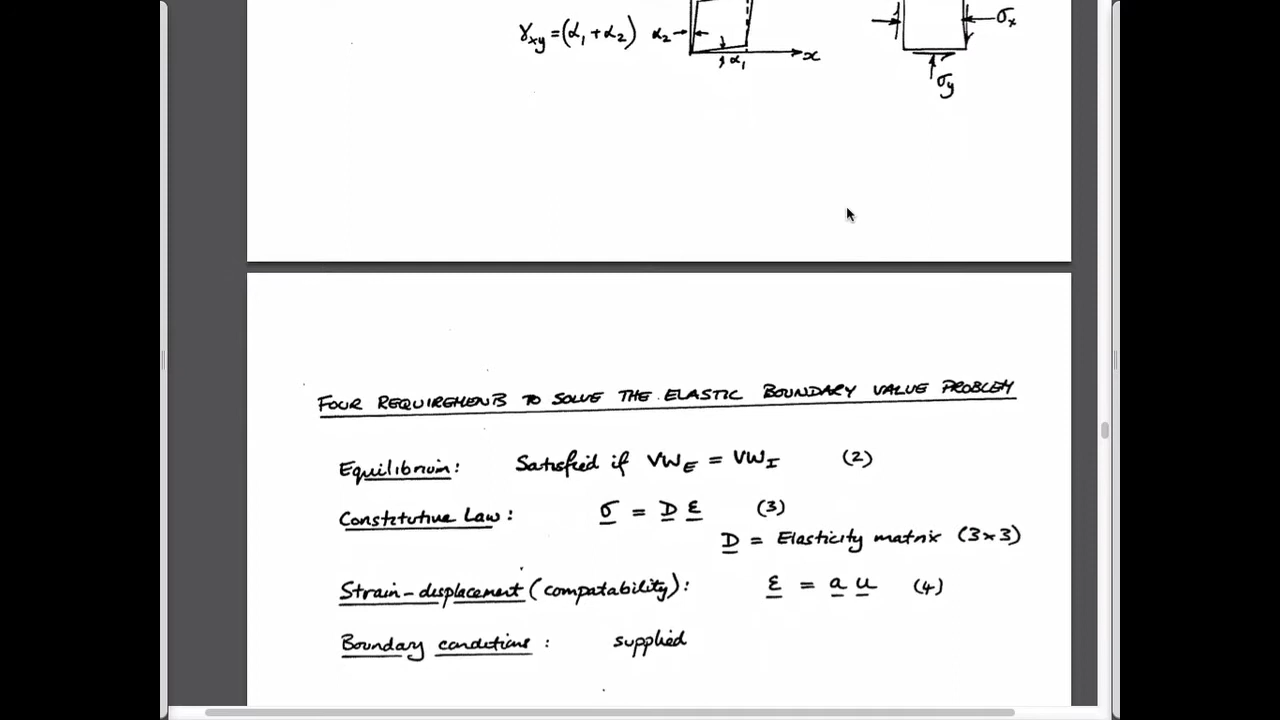 γxy = (α1 + α2) α2
α1
x
σx
σy
FOUR REQUIREMENTS TO SOLVE THE ELASTIC BOUNDARY VALUE PROBLEM
Equilibrium: Satisfied if VWE = VWI (2)
Constitutive Law: σ = D ε (3)
D = Elasticity matrix (3×3)
Strain-displacement (compatability): ε = a u (4)
Boundary conditions: supplied